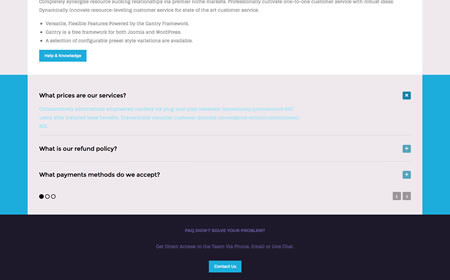 Completely synergise resource sucking relationships via premier niche markets. Professionally cultivate one-to-one customer service with robust ideas.
Dynamically innovate resource-leveling customer service for state of the art customer service.
Versatile, Flexible Features Powered by the Gantry Framework.
Gantry is a free framework for both Joomla and WordPress.
A selection of configurable preset style variations are available.
Help & Knowledge
What prices are our services?
What is our refund policy?
What payments methods do we accept?
FAQ DIDN'T SOLVE YOUR PROBLEM?
Get Direct Access to the Team Via Phone, Email or Live Chat.
Contact Us